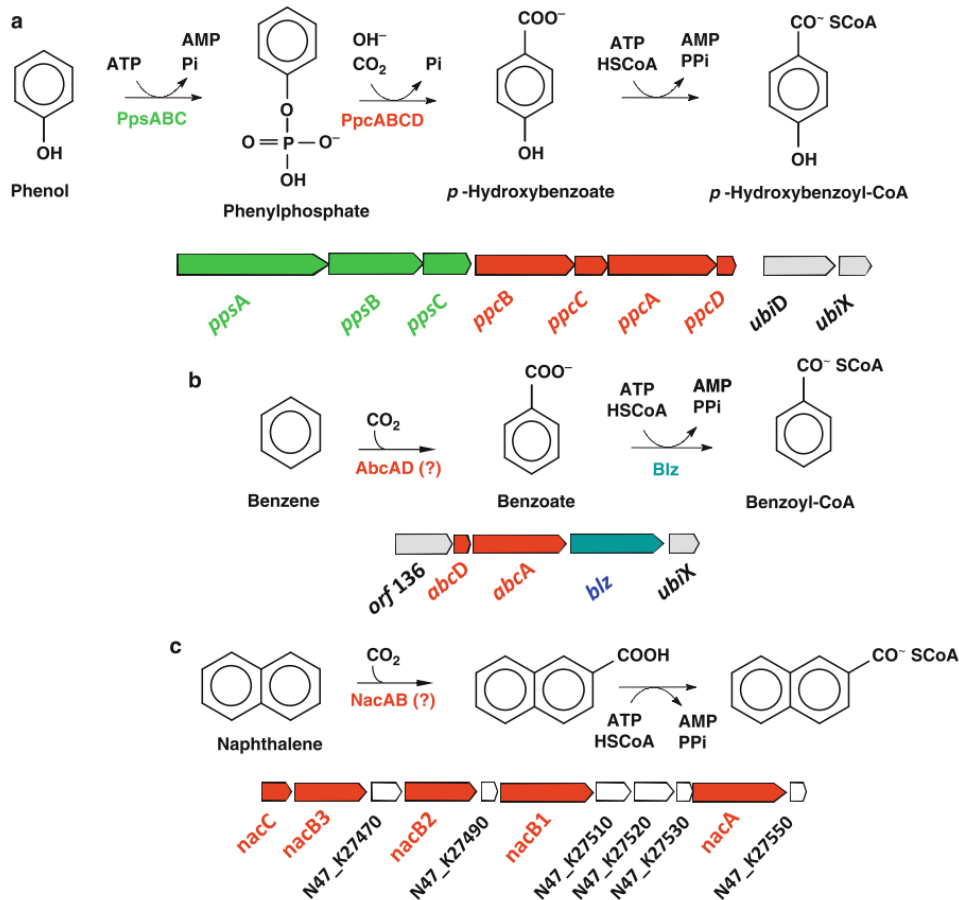 a
OH
Phenol
ATP
AMP
Pi
PpsABC
O
O=P–O⁻
OH
Phenylphosphate
OH⁻
CO₂
Pi
PpcABCD
COO⁻
OH
p -Hydroxybenzoate
ATP
HSCoA
AMP
PPi
CO~ SCoA
OH
p -Hydroxybenzoyl-CoA
ppsA
ppsB
ppsC
ppcB
ppcC
ppcA
ppcD
ubiD
ubiX
b
Benzene
CO₂
AbcAD (?)
COO⁻
Benzoate
ATP
HSCoA
AMP
PPi
Blz
CO~ SCoA
Benzoyl-CoA
orf 136
abcD
abcA
blz
ubiX
c
Naphthalene
CO₂
NacAB (?)
COOH
ATP
HSCoA
AMP
PPi
CO~ SCoA
nacC
nacB3
N47_K27470
nacB2
N47_K27490
nacB1
N47_K27510
N47_K27520
N47_K27530
nacA
N47_K27550